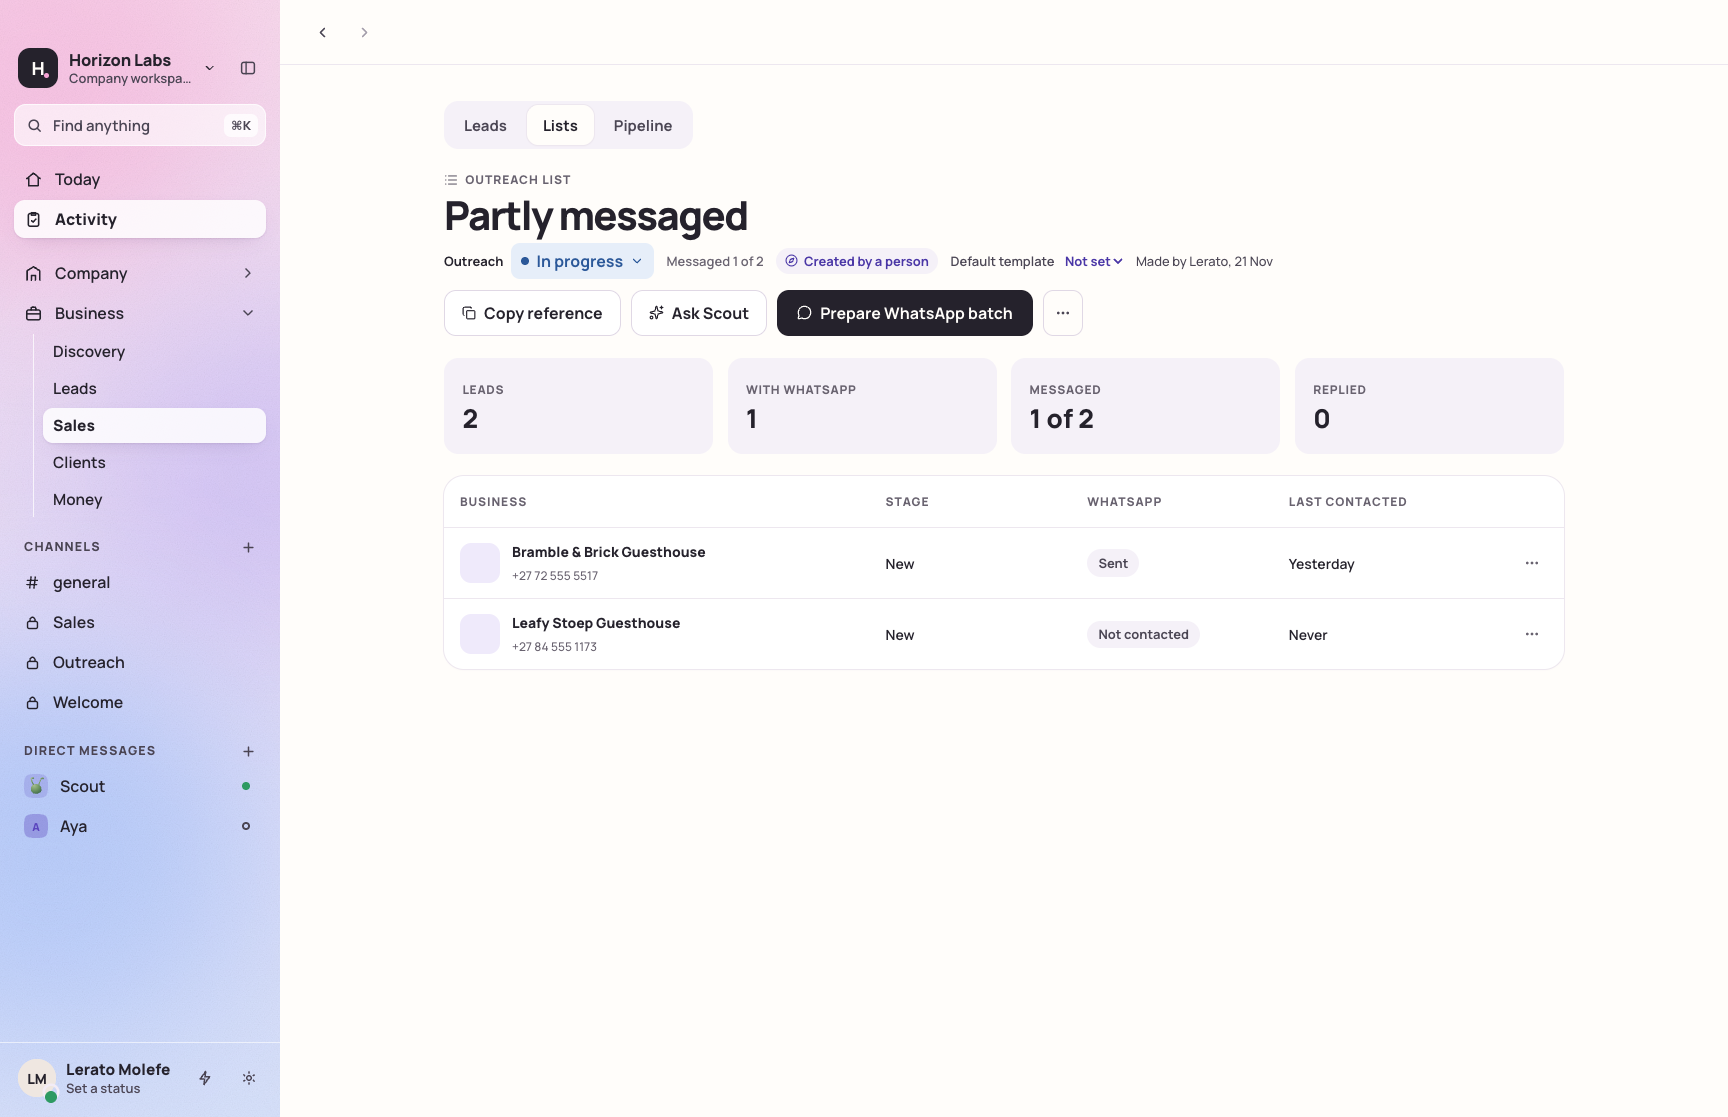 H.
Horizon Labs
Company workspa...
Find anything
⌘K
Today
Activity
Company
Business
Discovery
Leads
Sales
Clients
Money
CHANNELS
# general
Sales
Outreach
Welcome
DIRECT MESSAGES
Scout
A
Aya
LM
Lerato Molefe
Set a status
Leads
Lists
Pipeline
OUTREACH LIST
Partly messaged
Outreach In progress Messaged 1 of 2 Created by a person Default template Not set Made by Lerato, 21 Nov
Copy reference
Ask Scout
Prepare WhatsApp batch
LEADS
2
WITH WHATSAPP
1
MESSAGED
1 of 2
REPLIED
0
BUSINESS STAGE WHATSAPP LAST CONTACTED
Bramble & Brick Guesthouse
+27 72 555 5517
New Sent Yesterday
Leafy Stoep Guesthouse
+27 84 555 1173
New Not contacted Never